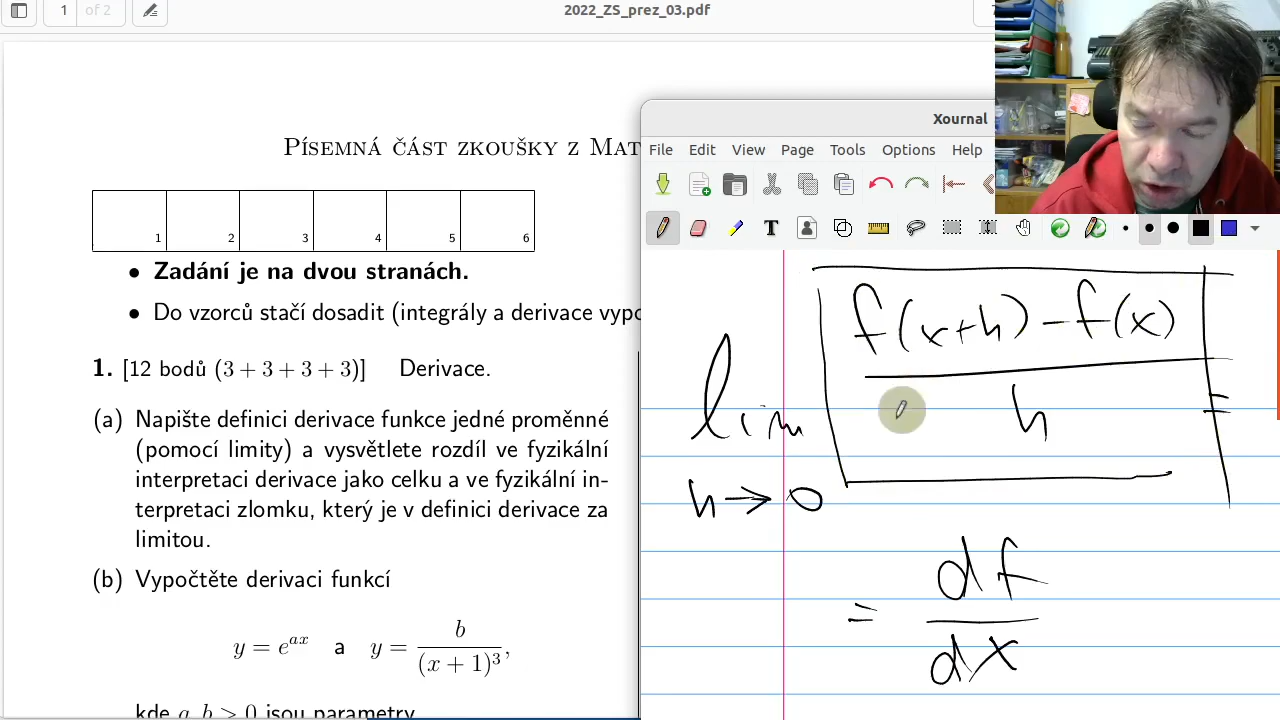 1 of 2
2022_ZS_prez_03.pdf
Písemná část zkoušky z Mat
1 2 3 4 5 6
• Zadání je na dvou stranách.
• Do vzorců stačí dosadit (integrály a derivace vypo
1. [12 bodů (3 + 3 + 3 + 3)] Derivace.
(a) Napište definici derivace funkce jedné proměnné
(pomocí limity) a vysvětlete rozdíl ve fyzikální
interpretaci derivace jako celku a ve fyzikální in-
terpretaci zlomku, který je v definici derivace za
limitou.
(b) Vypočtěte derivaci funkcí
y = e^{ax} a y = b/(x + 1)^3,
kde a, b > 0 jsou parametry
Xournal
File Edit View Page Tools Options Help
T
lim h→0 f(x+h) – f(x) / h =
= df/dx